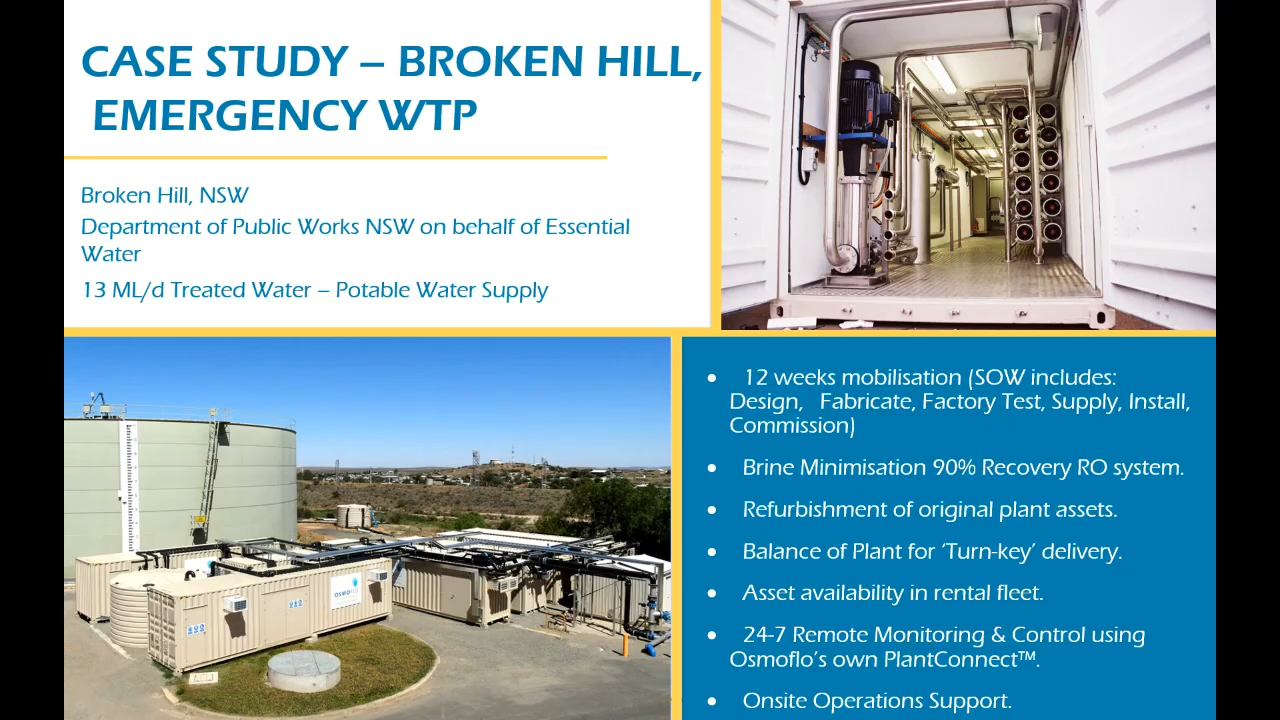 CASE STUDY – BROKEN HILL,
EMERGENCY WTP
Broken Hill, NSW
Department of Public Works NSW on behalf of Essential
Water
13 ML/d Treated Water – Potable Water Supply
OSMOFLO
• 12 weeks mobilisation (SOW includes:
Design, Fabricate, Factory Test, Supply, Install,
Commission)
• Brine Minimisation 90% Recovery RO system.
• Refurbishment of original plant assets.
• Balance of Plant for ‘Turn-key’ delivery.
• Asset availability in rental fleet.
• 24-7 Remote Monitoring & Control using
Osmoflo’s own PlantConnect™.
• Onsite Operations Support.